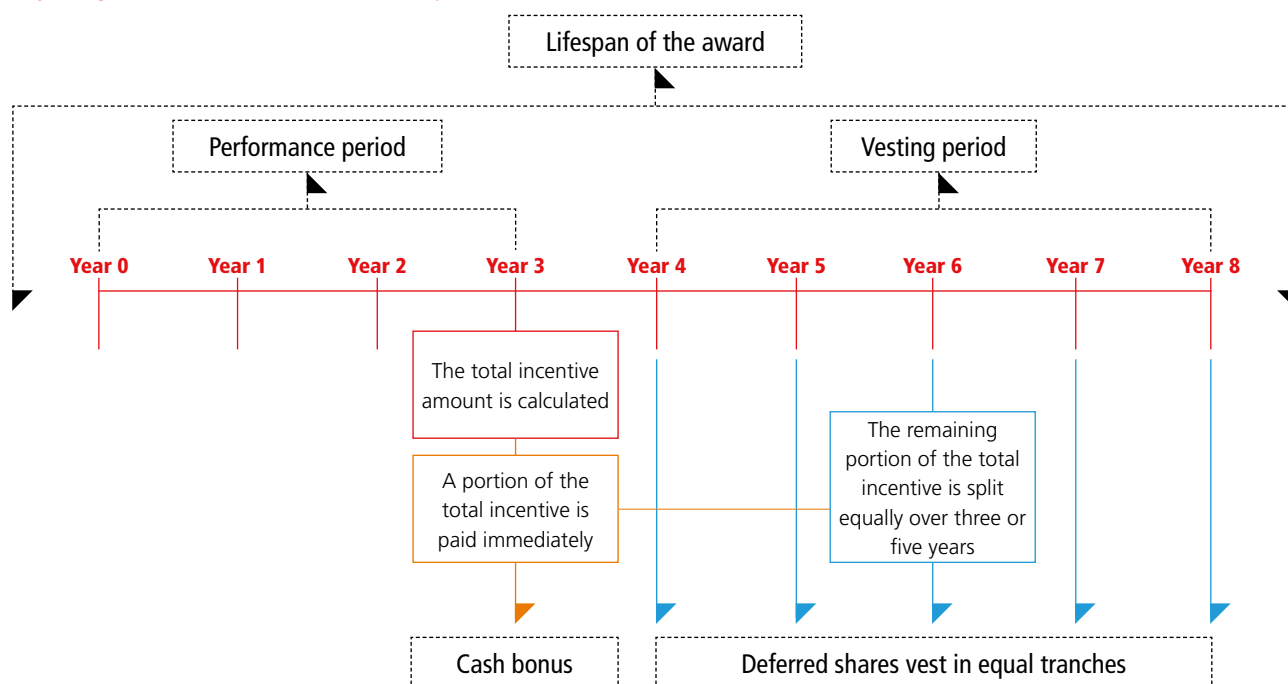 Lifespan of the award
Performance period
Vesting period
Year 0
Year 1
Year 2
Year 3
Year 4
Year 5
Year 6
Year 7
Year 8
The total incentive
amount is calculated
A portion of the
total incentive is
paid immediately
The remaining
portion of the total
incentive is split
equally over three or
five years
Cash bonus
Deferred shares vest in equal tranches